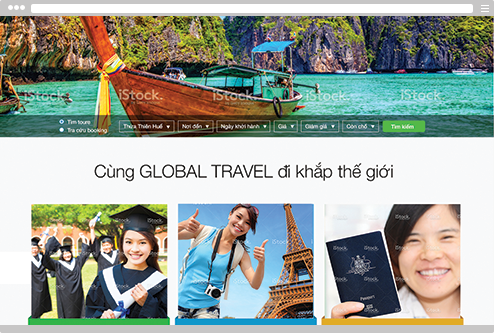 iStock
iStock
iStock
Tìm tours
Tra cứu booking
Thừa Thiên Huế
Nơi đến
Ngày khởi hành
Giá
Giảm giá
Còn chỗ
Tìm kiếm
Cùng GLOBAL TRAVEL đi khắp thế giới
iStock
iStock
iStock
Passport